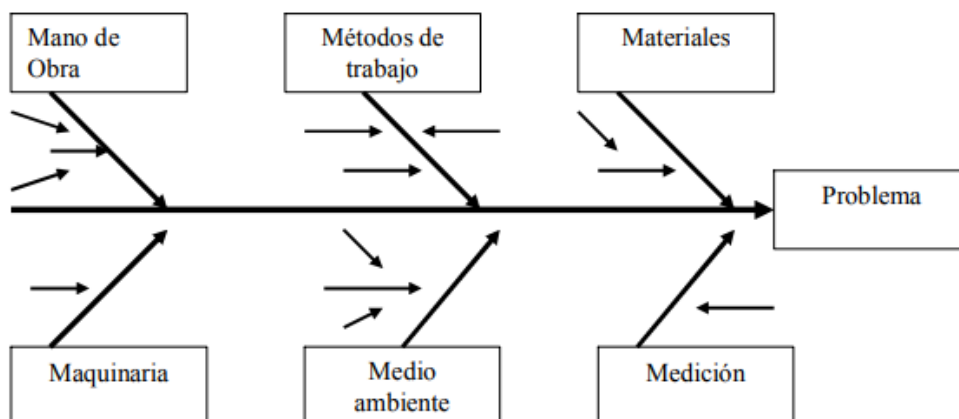 Mano de
Obra
Métodos de
trabajo
Materiales
Problema
Maquinaria
Medio
ambiente
Medición